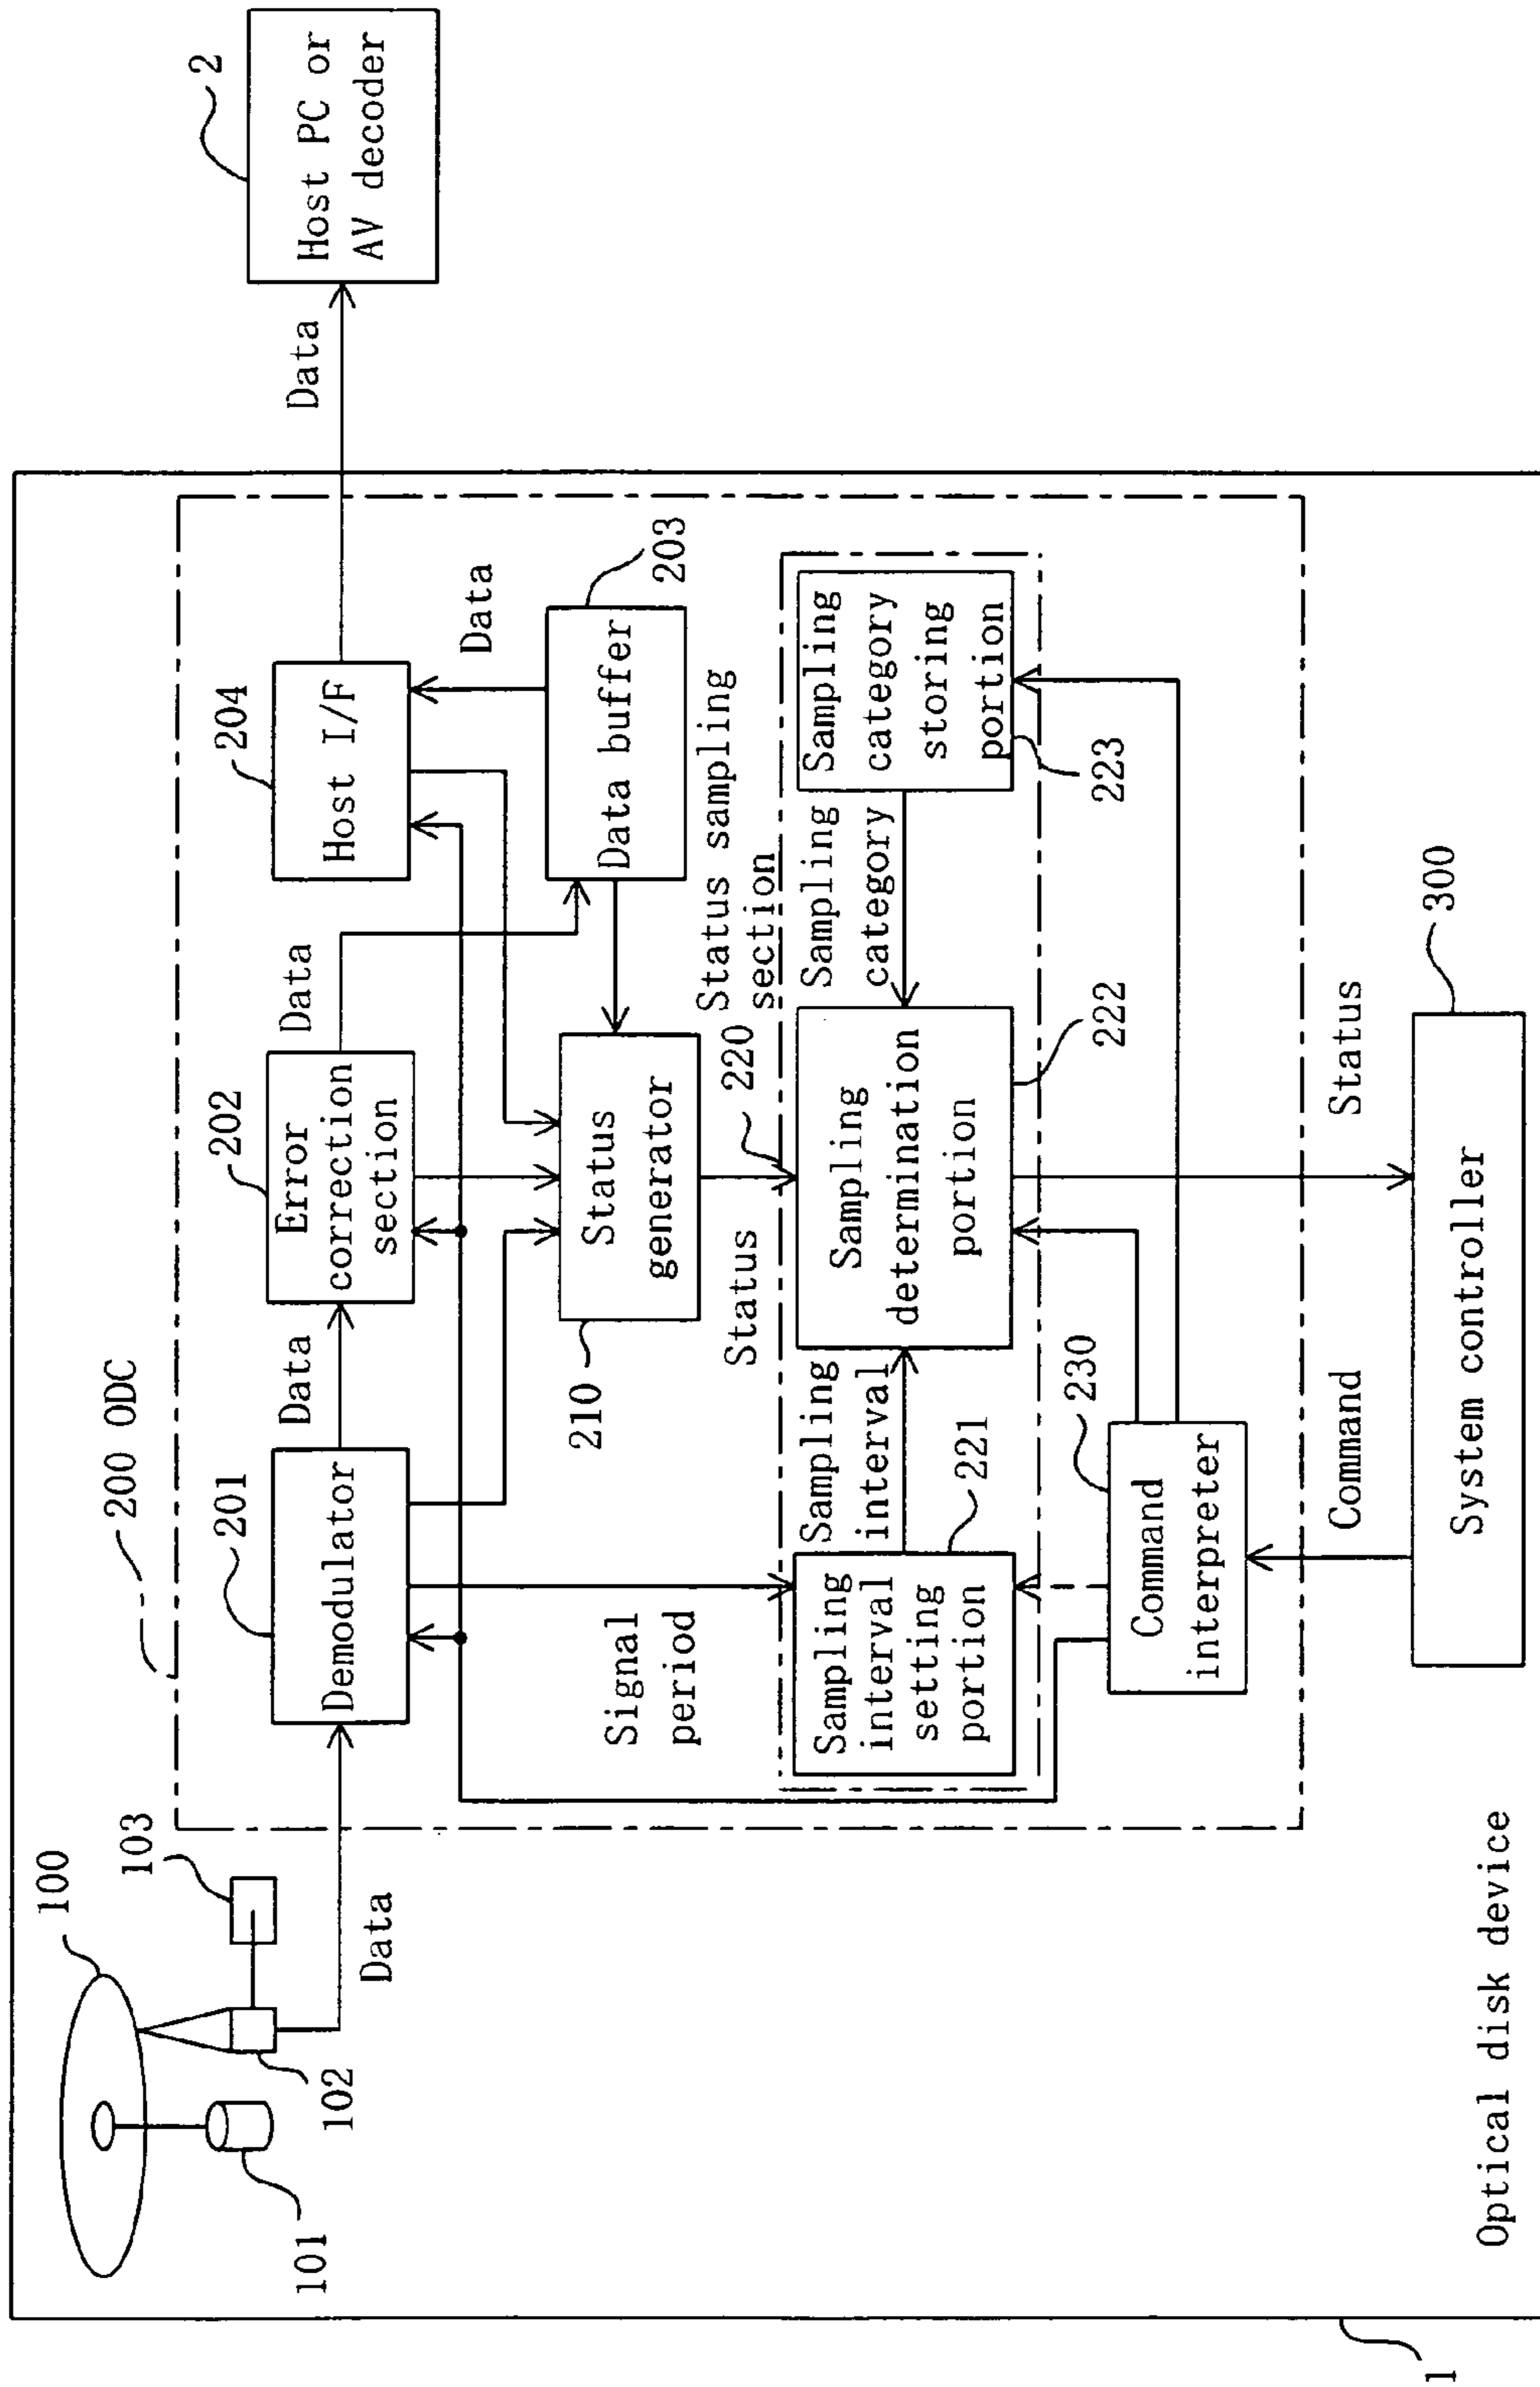 100
101
102
103
Data
200 ODC
201
Demodulator
Data
202
Error
correction
section
Data
204
Host I/F
Data
203
Data buffer
Data
2
Host PC or
AV decoder
210
Status
generator
Signal
period
Status
220
Status sampling
section
Sampling
interval
setting
portion
221
Sampling
interval
Sampling
determination
portion
222
Sampling
category
Sampling
category
storing
portion
223
230
Command
interpreter
Command
Status
300
System controller
Optical disk device
1